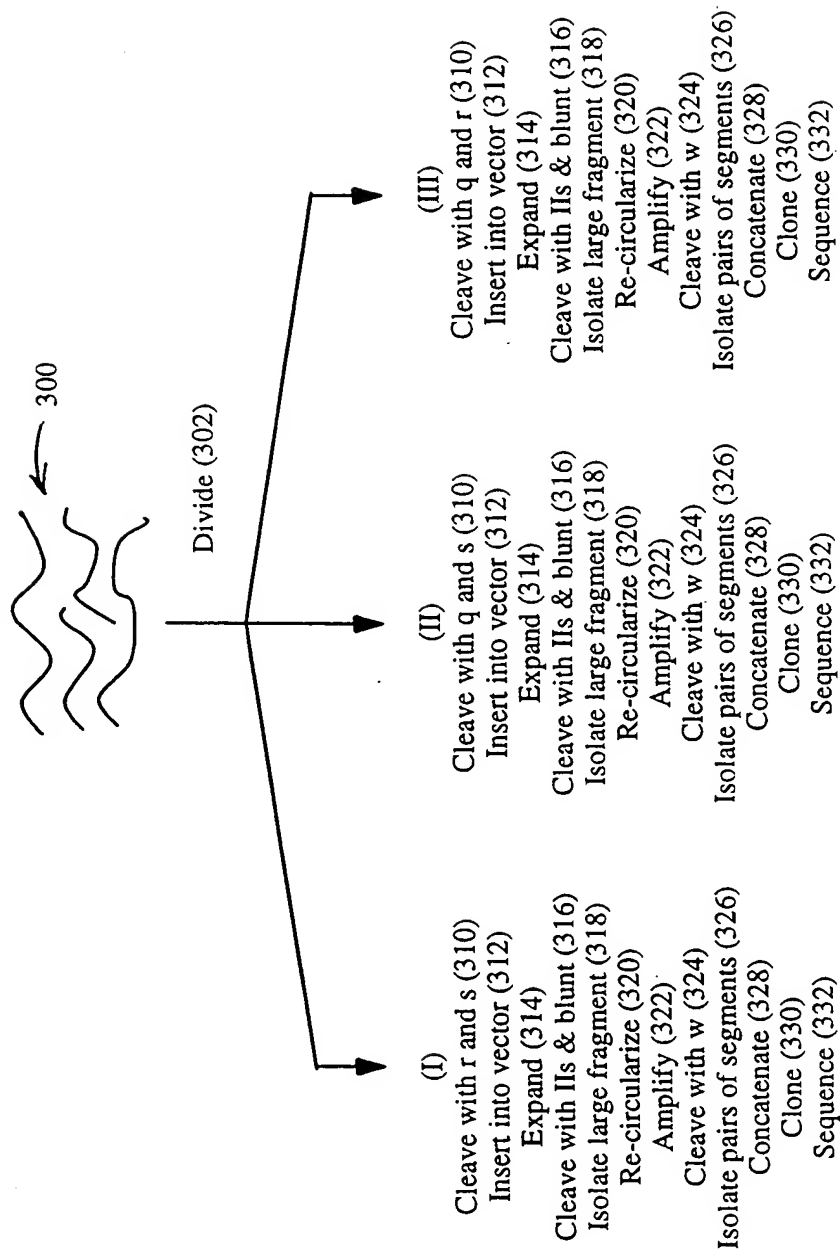 300
Divide (302)
(I)
Cleave with r and s (310)
Insert into vector (312)
Expand (314)
Cleave with IIs & blunt (316)
Isolate large fragment (318)
Re-circularize (320)
Amplify (322)
Cleave with w (324)
Isolate pairs of segments (326)
Concatenate (328)
Clone (330)
Sequence (332)
(II)
Cleave with q and s (310)
Insert into vector (312)
Expand (314)
Cleave with IIs & blunt (316)
Isolate large fragment (318)
Re-circularize (320)
Amplify (322)
Cleave with w (324)
Isolate pairs of segments (326)
Concatenate (328)
Clone (330)
Sequence (332)
(III)
Cleave with q and r (310)
Insert into vector (312)
Expand (314)
Cleave with IIs & blunt (316)
Isolate large fragment (318)
Re-circularize (320)
Amplify (322)
Cleave with w (324)
Isolate pairs of segments (326)
Concatenate (328)
Clone (330)
Sequence (332)